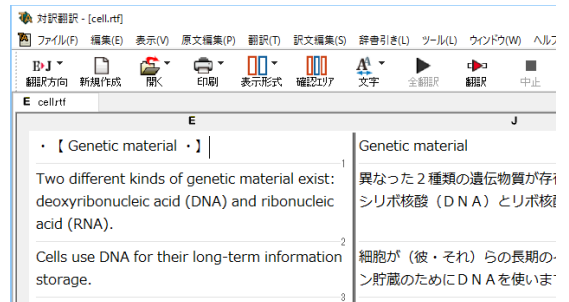 対訳翻訳 - [cell.rtf]
ファイル(F) 編集(E) 表示(V) 原文編集(P) 翻訳(T) 訳文編集(S) 辞書引き(L) ツール(L) ウィンドウ(W) ヘル
翻訳方向 新規作成 開く 印刷 表示形式 確認エリア 文字 全翻訳 翻訳 中止
E cell.rtf
E J
・【 Genetic material ・】 Genetic material
1
Two different kinds of genetic material exist: 異なった２種類の遺伝物質が存
deoxyribonucleic acid (DNA) and ribonucleic シリボ核酸（ＤＮＡ）とリボ核
acid (RNA).
2
Cells use DNA for their long-term information 細胞が（彼・それ）らの長期の
storage. ン貯蔵のためにＤＮＡを使いま
3